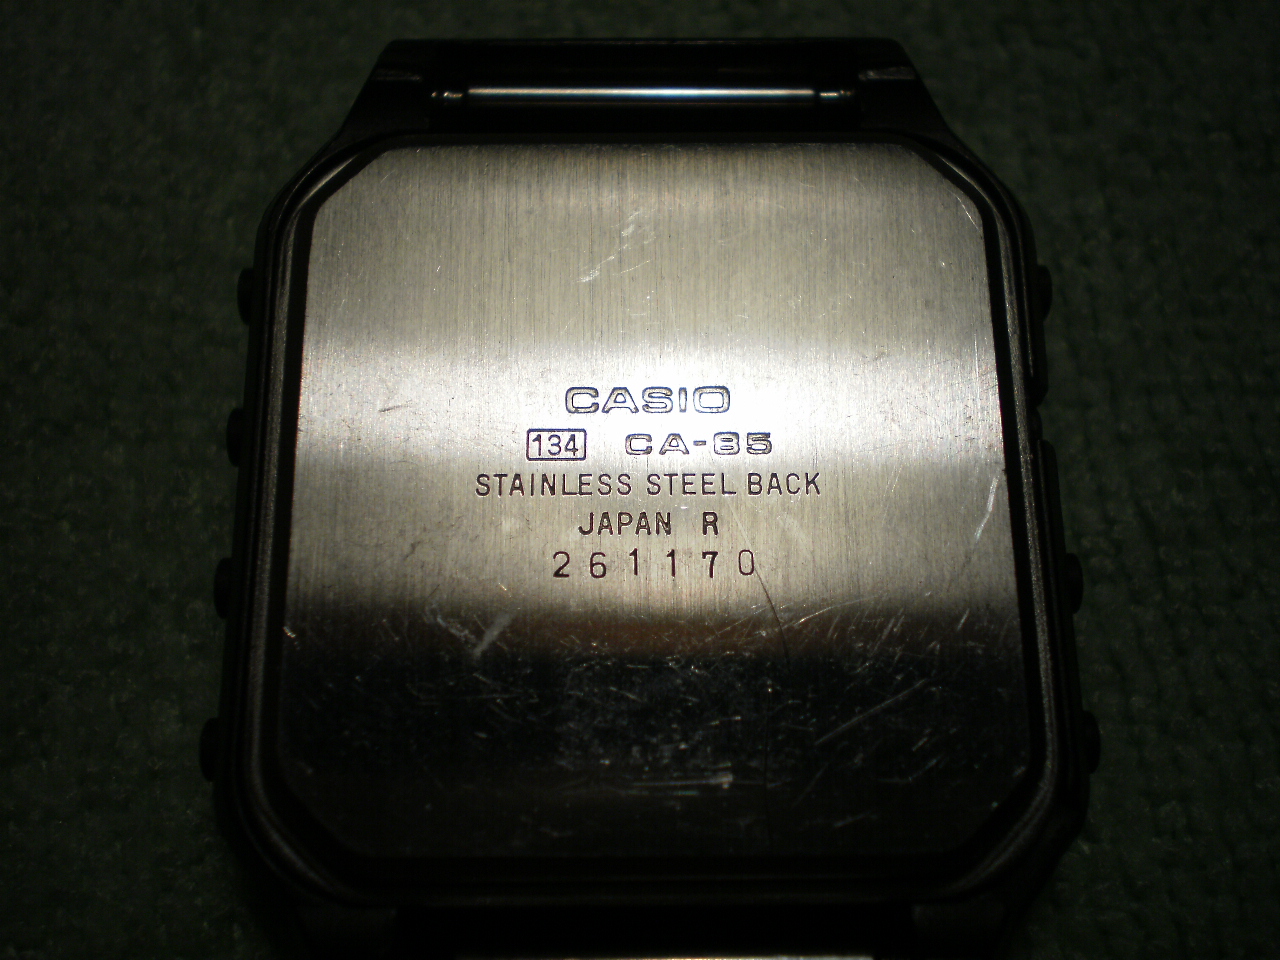 CASIO
134 CA-85
STAINLESS STEEL BACK
JAPAN R
261170